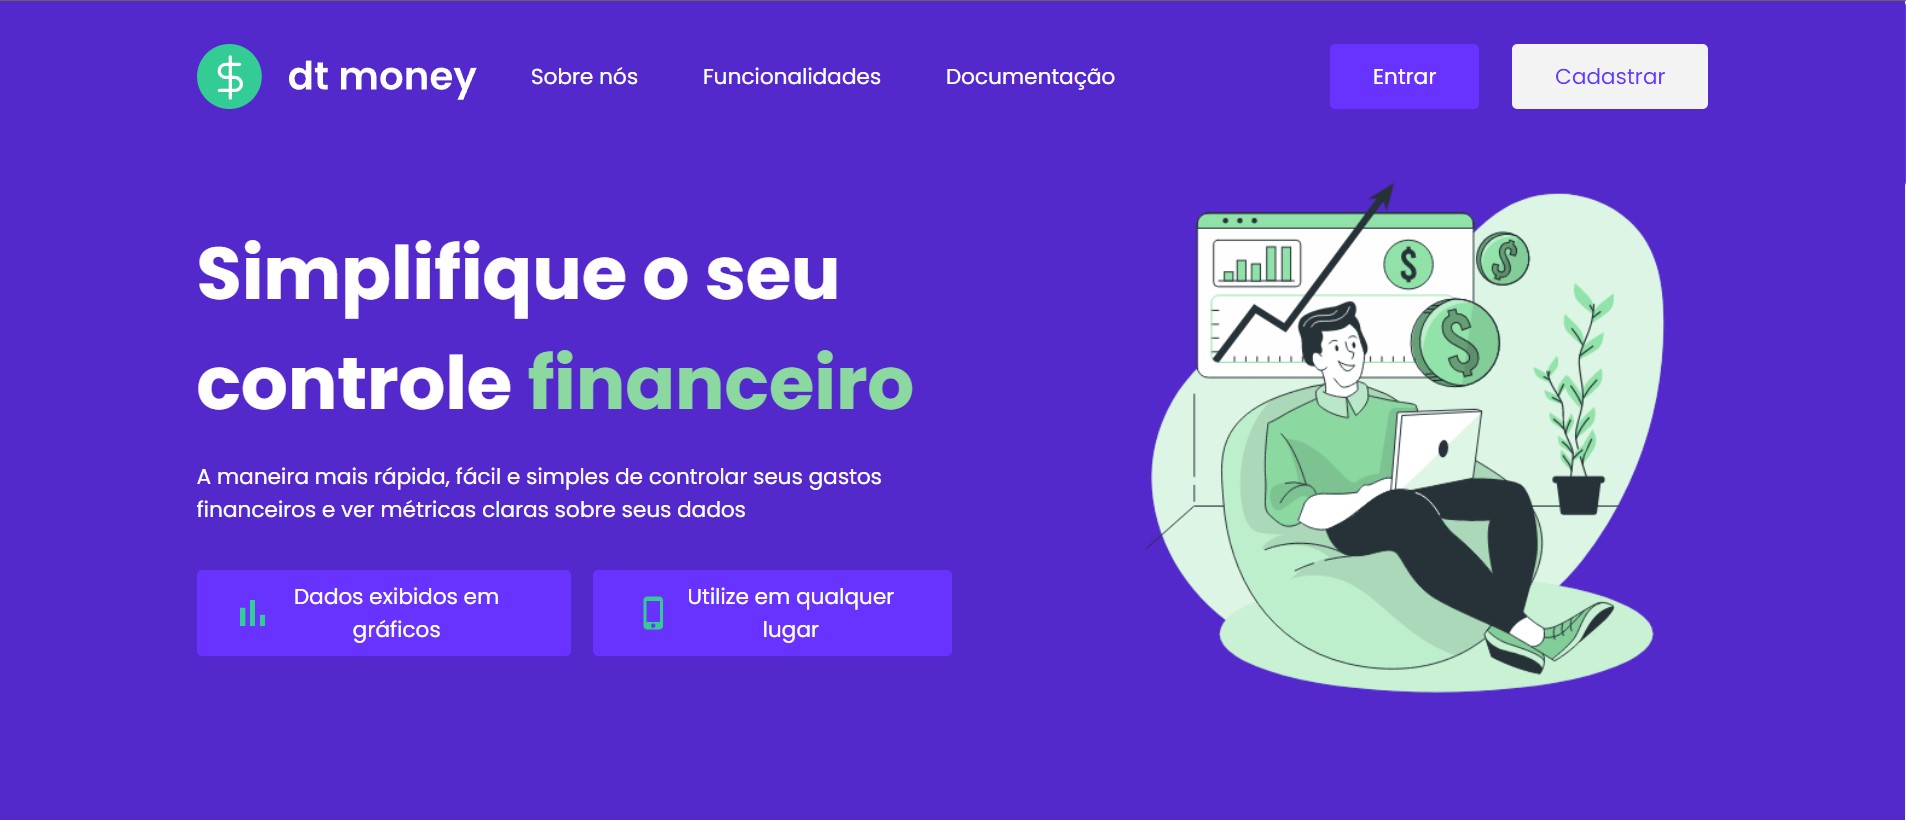 dt money
Sobre nós
Funcionalidades
Documentação
Entrar
Cadastrar
Simplifique o seu
controle financeiro
A maneira mais rápida, fácil e simples de controlar seus gastos
financeiros e ver métricas claras sobre seus dados
Dados exibidos em
gráficos
Utilize em qualquer
lugar